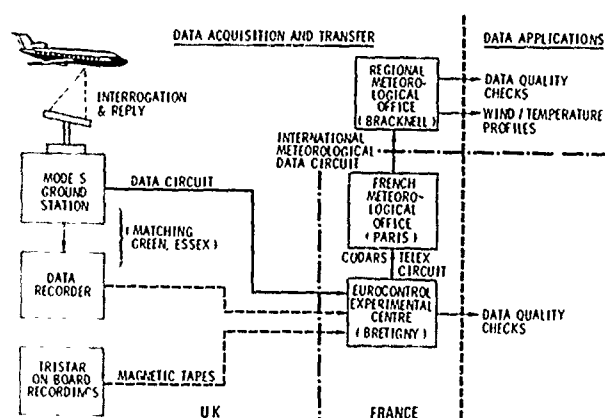 DATA ACQUISITION AND TRANSFER
DATA APPLICATIONS
INTERROGATION
& REPLY
REGIONAL
METEORO-
LOGICAL
OFFICE
(BRACKNELL)
DATA QUALITY
CHECKS
WIND / TEMPERATURE
PROFILES
INTERNATIONAL
METEOROLOGICAL
DATA CIRCUIT
MODE S
GROUND
STATION
DATA CIRCUIT
(MATCHING
GREEN, ESSEX)
FRENCH
METEORO-
LOGICAL
OFFICE
(PARIS)
CODARS TELEX
CIRCUIT
DATA
RECORDER
EUROCONTROL
EXPERIMENTAL
CENTRE
(BRETIGNY)
DATA QUALITY
CHECKS
TRISTAR
ON BOARD
RECORDINGS
MAGNETIC TAPES
UK
FRANCE